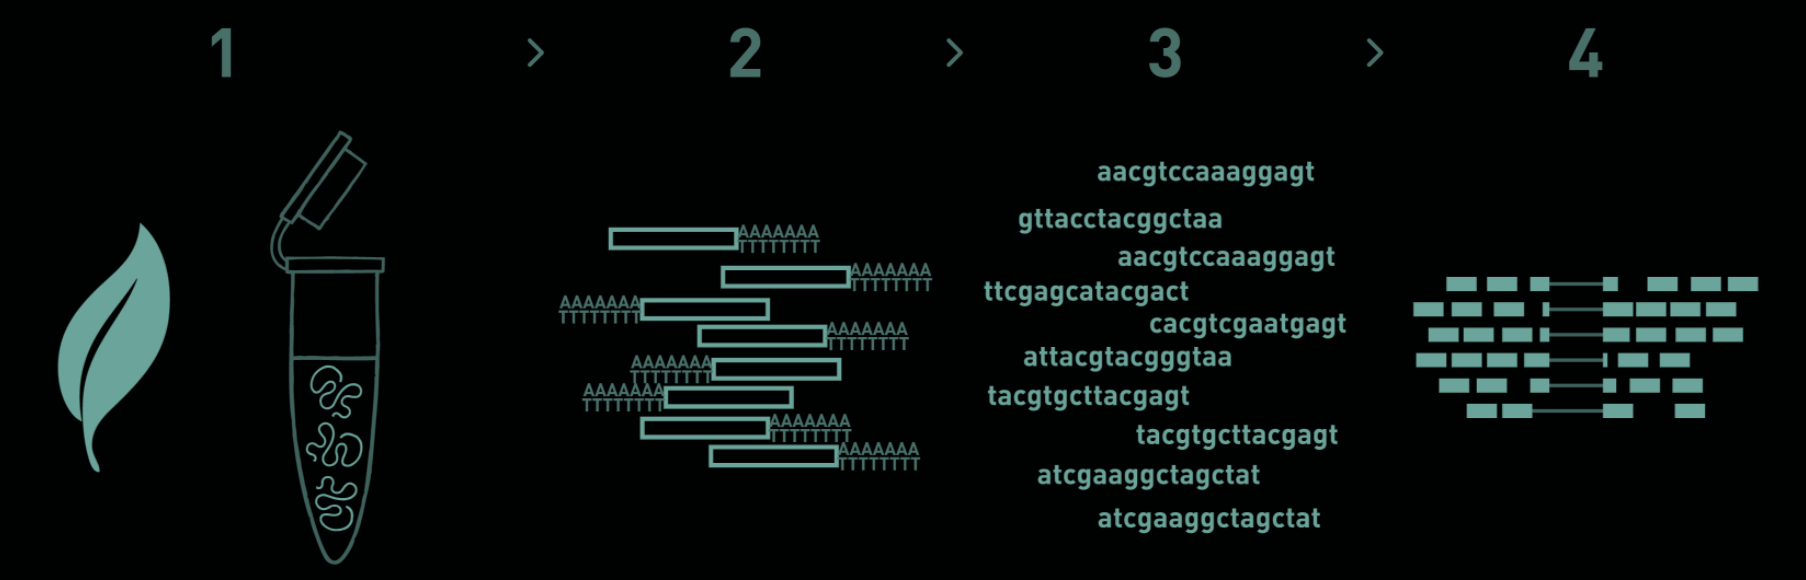 1 > 2 > 3 > 4
AAAAAAA
TTTTTTTT
AAAAAAA
TTTTTTTT
AAAAAAA
TTTTTTTT
AAAAAAA
TTTTTTTT
AAAAAAA
TTTTTTTT
AAAAAAA
TTTTTTTT
AAAAAAA
TTTTTTTT
AAAAAAA
TTTTTTTT
aacgtccaaaggagt
gttacctacggctaa
aacgtccaaaggagt
ttcgagcatacgact
cacgtcgaatgagt
attacgtacgggtaa
tacgtgcttacgagt
tacgtgcttacgagt
atcgaaggctagctat
atcgaaggctagctat